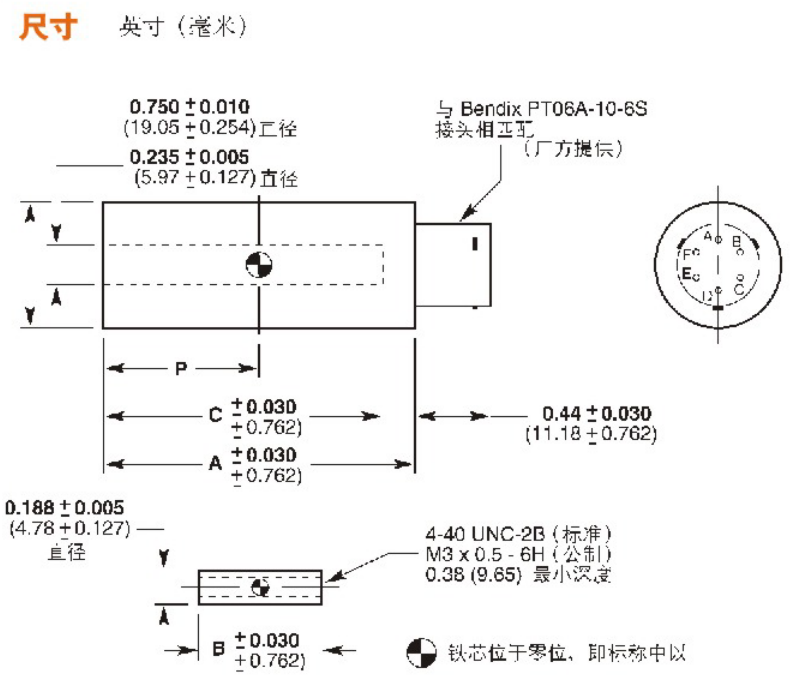 尺寸 英寸（毫米）
0.750 ± 0.010
(19.05 ± 0.254) 直径
0.235 ± 0.005
(5.97 ± 0.127) 直径
与 Bendix PT06A-10-6S
接头相匹配
（厂方提供）
A
B
F
E
C
D
P
C ± 0.030
± 0.762)
A ± 0.030
± 0.762)
0.44 ± 0.030
(11.18 ± 0.762)
0.188 ± 0.005
(4.78 ± 0.127)
直径
4-40 UNC-2B（标准）
M3 x 0.5 - 6H（公制）
0.38 (9.65) 最小深度
B ± 0.030
± 0.762)
铁芯位于零位、即标称中以